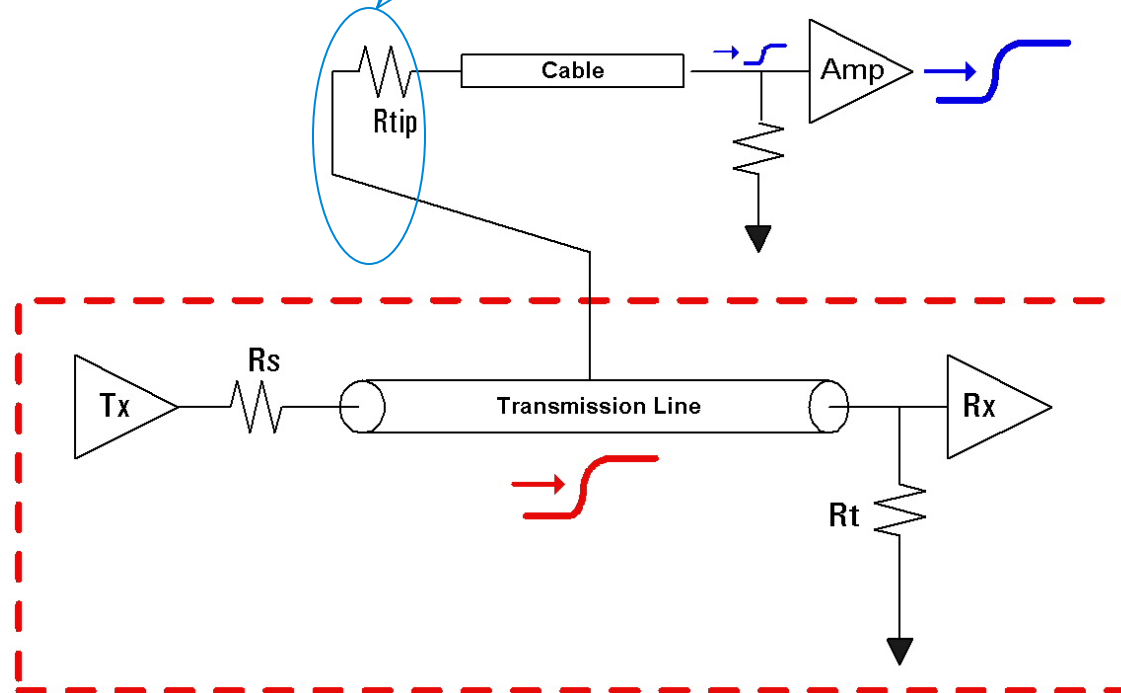 Cable
Amp
Rtip
Rs
Tx
Transmission Line
Rx
Rt